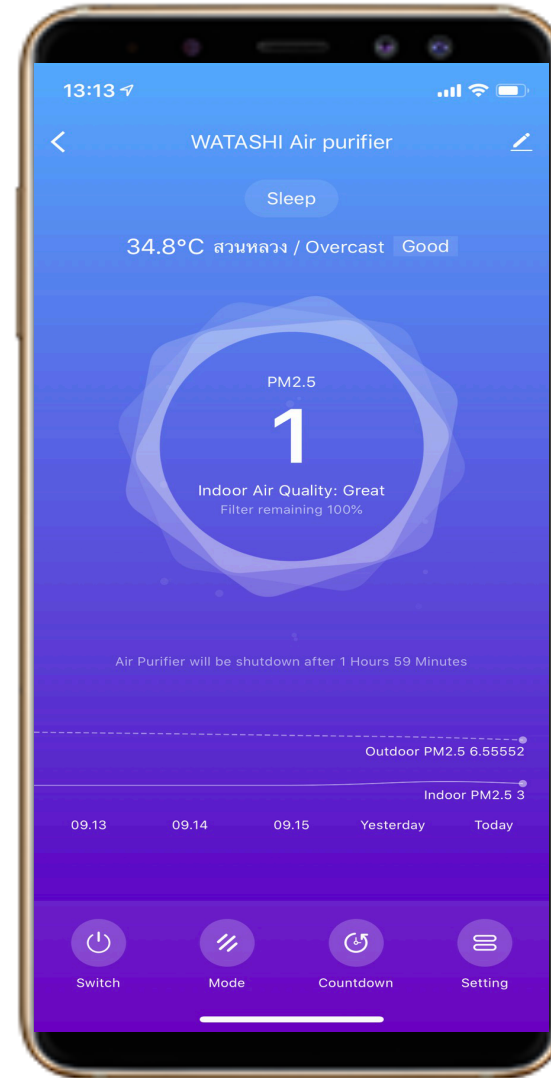 13:13
WATASHI Air purifier
Sleep
34.8°C สวนหลวง / Overcast Good
PM2.5
1
Indoor Air Quality: Great
Filter remaining 100%
Air Purifier will be shutdown after 1 Hours 59 Minutes
Outdoor PM2.5 6.55552
Indoor PM2.5 3
09.13 09.14 09.15 Yesterday Today
Switch Mode Countdown Setting